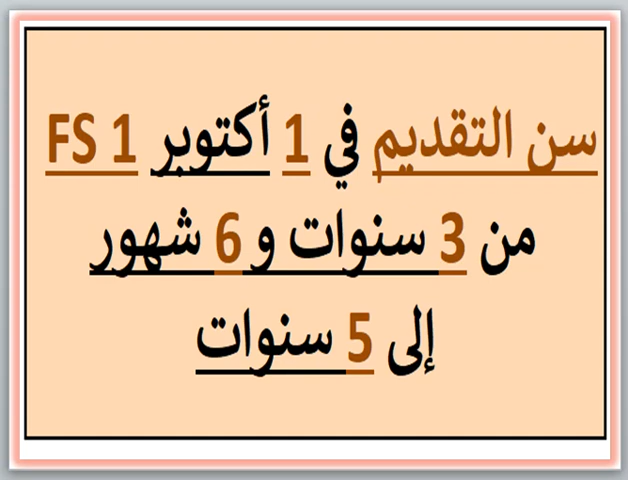 سن التقديم في 1 أكتوبر FS 1
من 3 سنوات و 6 شهور
إلى 5 سنوات